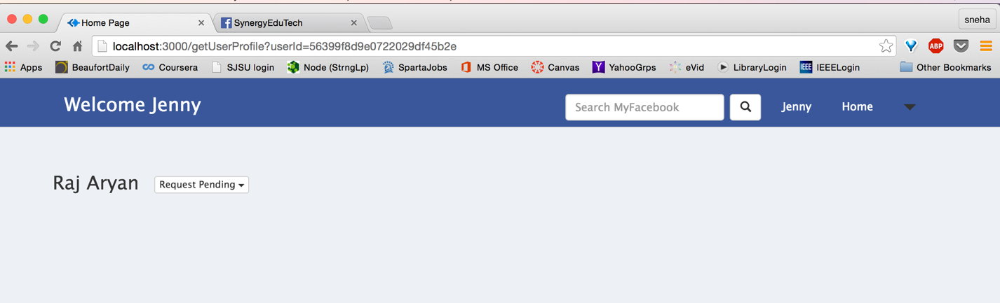 Home Page
SynergyEduTech
sneha
localhost:3000/getUserProfile?userId=56399f8d9e0722029df45b2e
ABP
Apps BeaufortDaily Coursera SJSU login Node (StrngLp) SpartaJobs MS Office Canvas Y YahooGrps eVid LibraryLogin IEEE IEEELogin Other Bookmarks
Welcome Jenny Search MyFacebook Jenny Home
Raj Aryan Request Pending